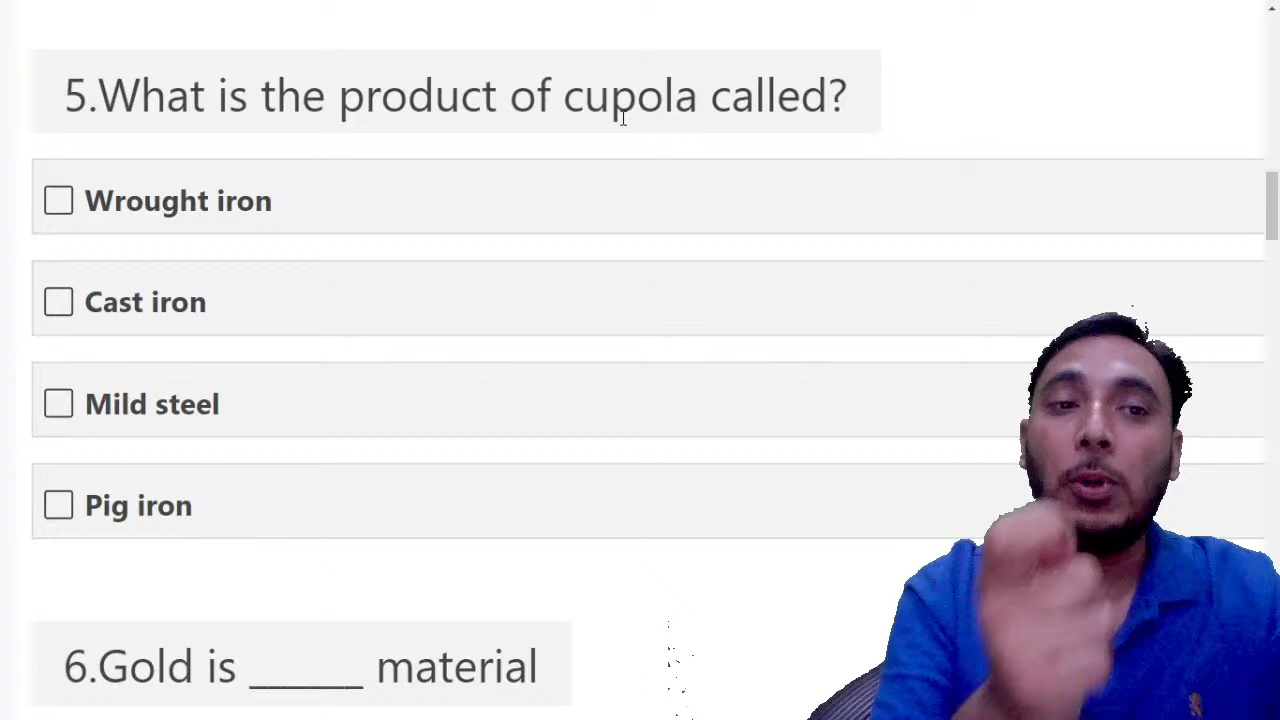 5.What is the product of cupola called?
Wrought iron
Cast iron
Mild steel
Pig iron
6.Gold is ______ material